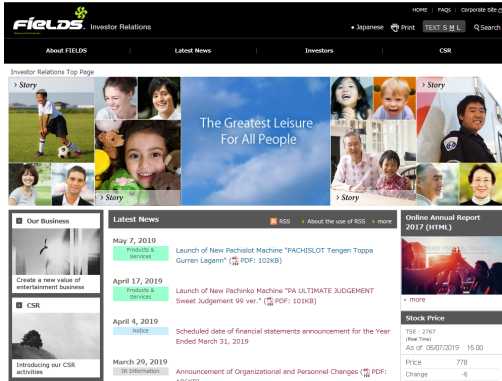 HOME | FAQs | Corporate Site
FIELDS. Investor Relations
Japanese Print TEXT S M L Search
About FIELDS Latest News Investors CSR
Investor Relations Top Page
> Story
> Story
The Greatest Leisure
For All People
> Story
> Story
Our Business
Create a new value of
entertainment business
CSR
Introducing our CSR
activities
Latest News RSS About the use of RSS more
May 7, 2019
Products &
Services
Launch of New Pachislot Machine "PACHISLOT Tengen Toppa
Gurren Lagann" ( PDF: 102KB)
April 17, 2019
Products &
Services
Launch of New Pachinko Machine "PA ULTIMATE JUDGEMENT
Sweet Judgement 99 ver." ( PDF: 101KB)
April 4, 2019
Notice
Scheduled date of financial statements announcement for the Year
Ended March 31, 2019
March 29, 2019
IR Information
Announcement of Organizational and Personnel Changes ( PDF:
Online Annual Report
2017 (HTML)
more
Stock Price
TSE : 2767
(Real Time)
As of 05/07/2019 15:00
Price 778
Change -8